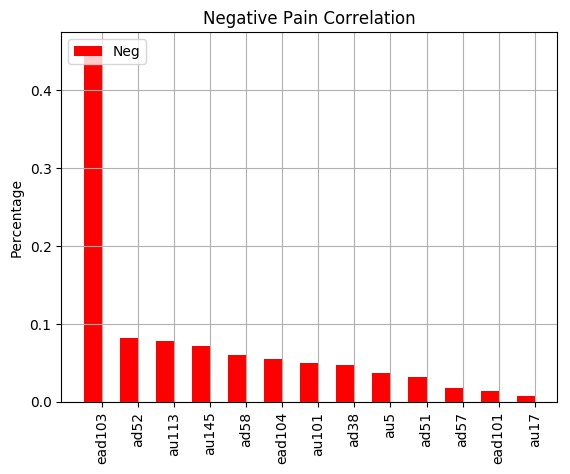 Negative Pain Correlation
Neg
Percentage
0.4
0.3
0.2
0.1
0.0
ead103
ad52
au113
au145
ad58
ead104
au101
ad38
au5
ad51
ad57
ead101
au17